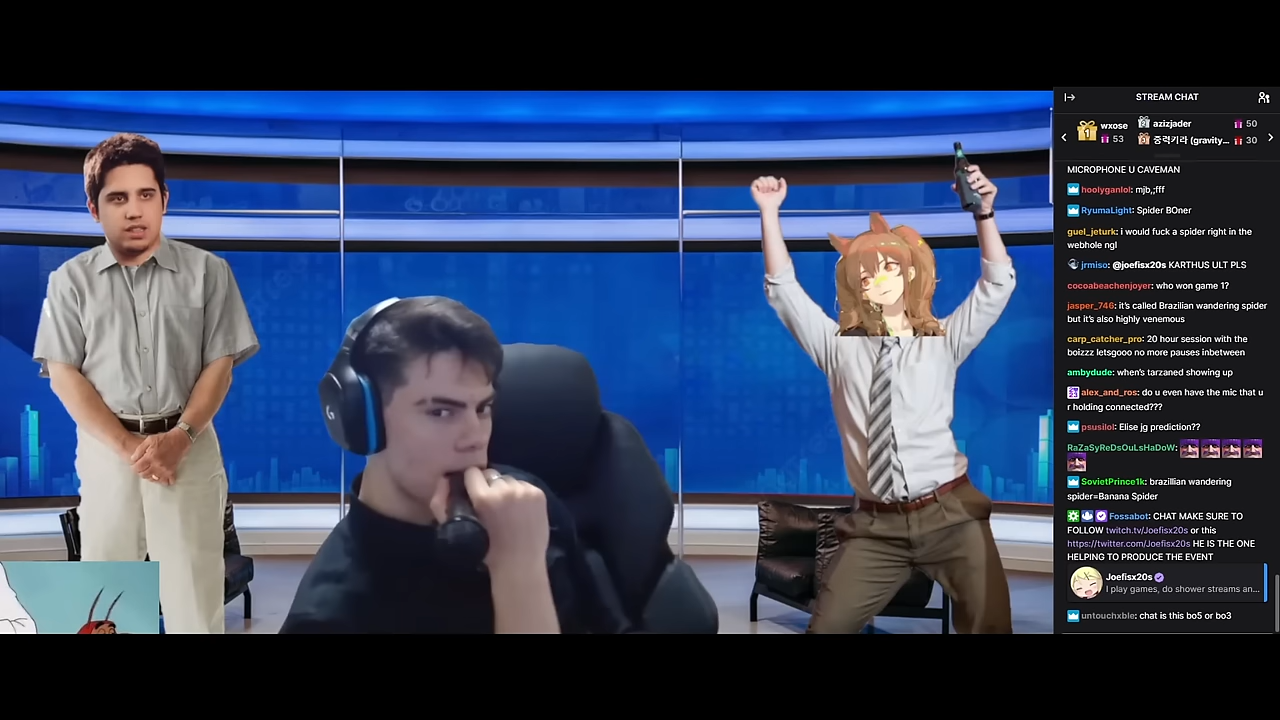 STREAM CHAT
wxose
53
azizjader
50
중력키라 (gravity...
30
MICROPHONE U CAVEMAN
hoolyganlol: mjb,;fff
RyumaLight: Spider BOner
guel_jeturk: i would fuck a spider right in the
webhole ngl
jrmiso: @joefisx20s KARTHUS ULT PLS
cocoabeachenjoyer: who won game 1?
jasper_746: it's called Brazilian wandering spider
but it's also highly venemous
carp_catcher_pro: 20 hour session with the
boizzz letsgooo no more pauses inbetween
ambydude: when's tarzaned showing up
alex_and_ros: do u even have the mic that u
r holding connected???
psusilol: Elise jg prediction??
RaZaSyReDsOuLsHaDoW:
SovietPrince1k: brazillian wandering
spider=Banana Spider
Fossabot: CHAT MAKE SURE TO
FOLLOW twitch.tv/Joefisx20s or this
https://twitter.com/Joefisx20s HE IS THE ONE
HELPING TO PRODUCE THE EVENT
Joefisx20s
I play games, do shower streams an...
untouchxble: chat is this bo5 or bo3